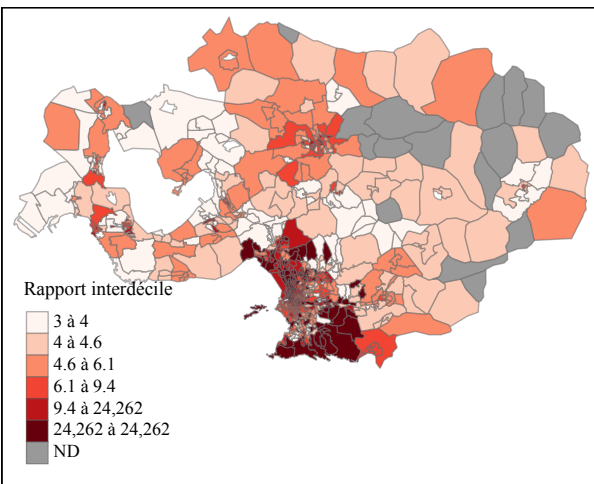 Rapport interdécile
3 à 4
4 à 4.6
4.6 à 6.1
6.1 à 9.4
9.4 à 24,262
24,262 à 24,262
ND